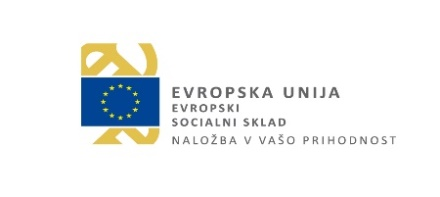 EVROPSKA UNIJA
EVROPSKI
SOCIALNI SKLAD
NALOŽBA V VAŠO PRIHODNOST